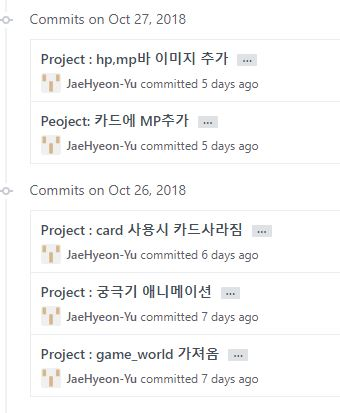 Commits on Oct 27, 2018
Project : hp,mp바 이미지 추가 ...
JaeHyeon-Yu committed 5 days ago
Peoject: 카드에 MP추가 ...
JaeHyeon-Yu committed 5 days ago
Commits on Oct 26, 2018
Project : card 사용시 카드사라짐 ...
JaeHyeon-Yu committed 6 days ago
Project : 궁극기 애니메이션 ...
JaeHyeon-Yu committed 7 days ago
Project : game_world 가져옴 ...
JaeHyeon-Yu committed 7 days ago